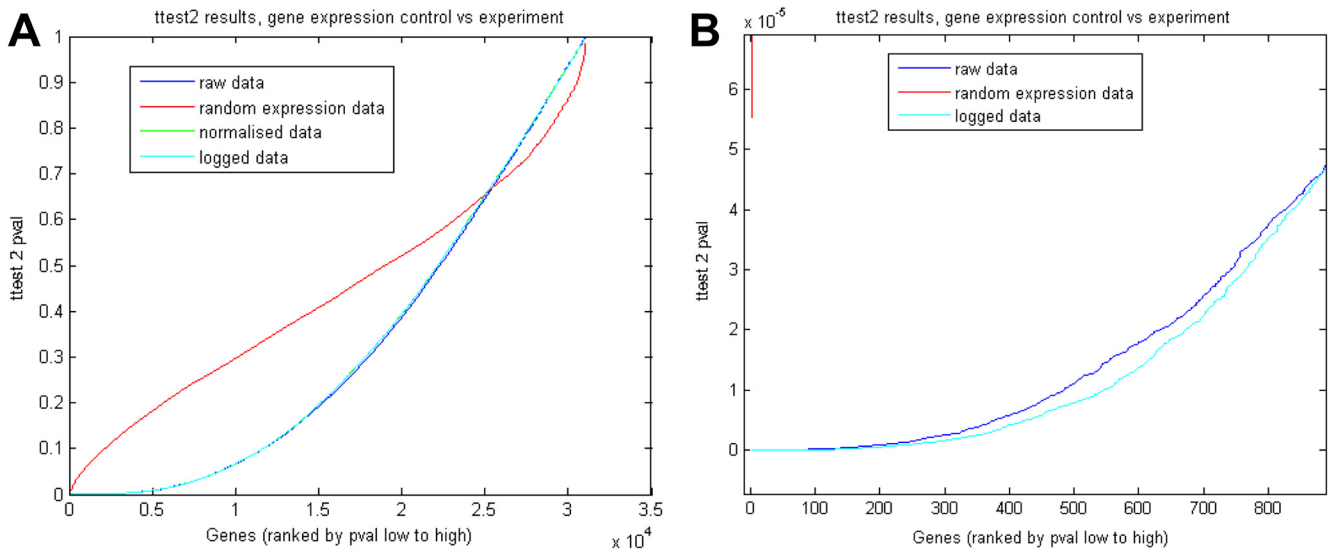 A
ttest2 results, gene expression control vs experiment
1
0.9
0.8
0.7
0.6
0.5
0.4
0.3
0.2
0.1
0
ttest 2 pval
raw data
random expression data
normalised data
logged data
0 0.5 1 1.5 2 2.5 3 3.5
x 10^4
Genes (ranked by pval low to high)
B
ttest2 results, gene expression control vs experiment
x 10^-5
6
5
4
3
2
1
0
ttest 2 pval
raw data
random expression data
logged data
0 100 200 300 400 500 600 700 800
Genes (ranked by pval low to high)